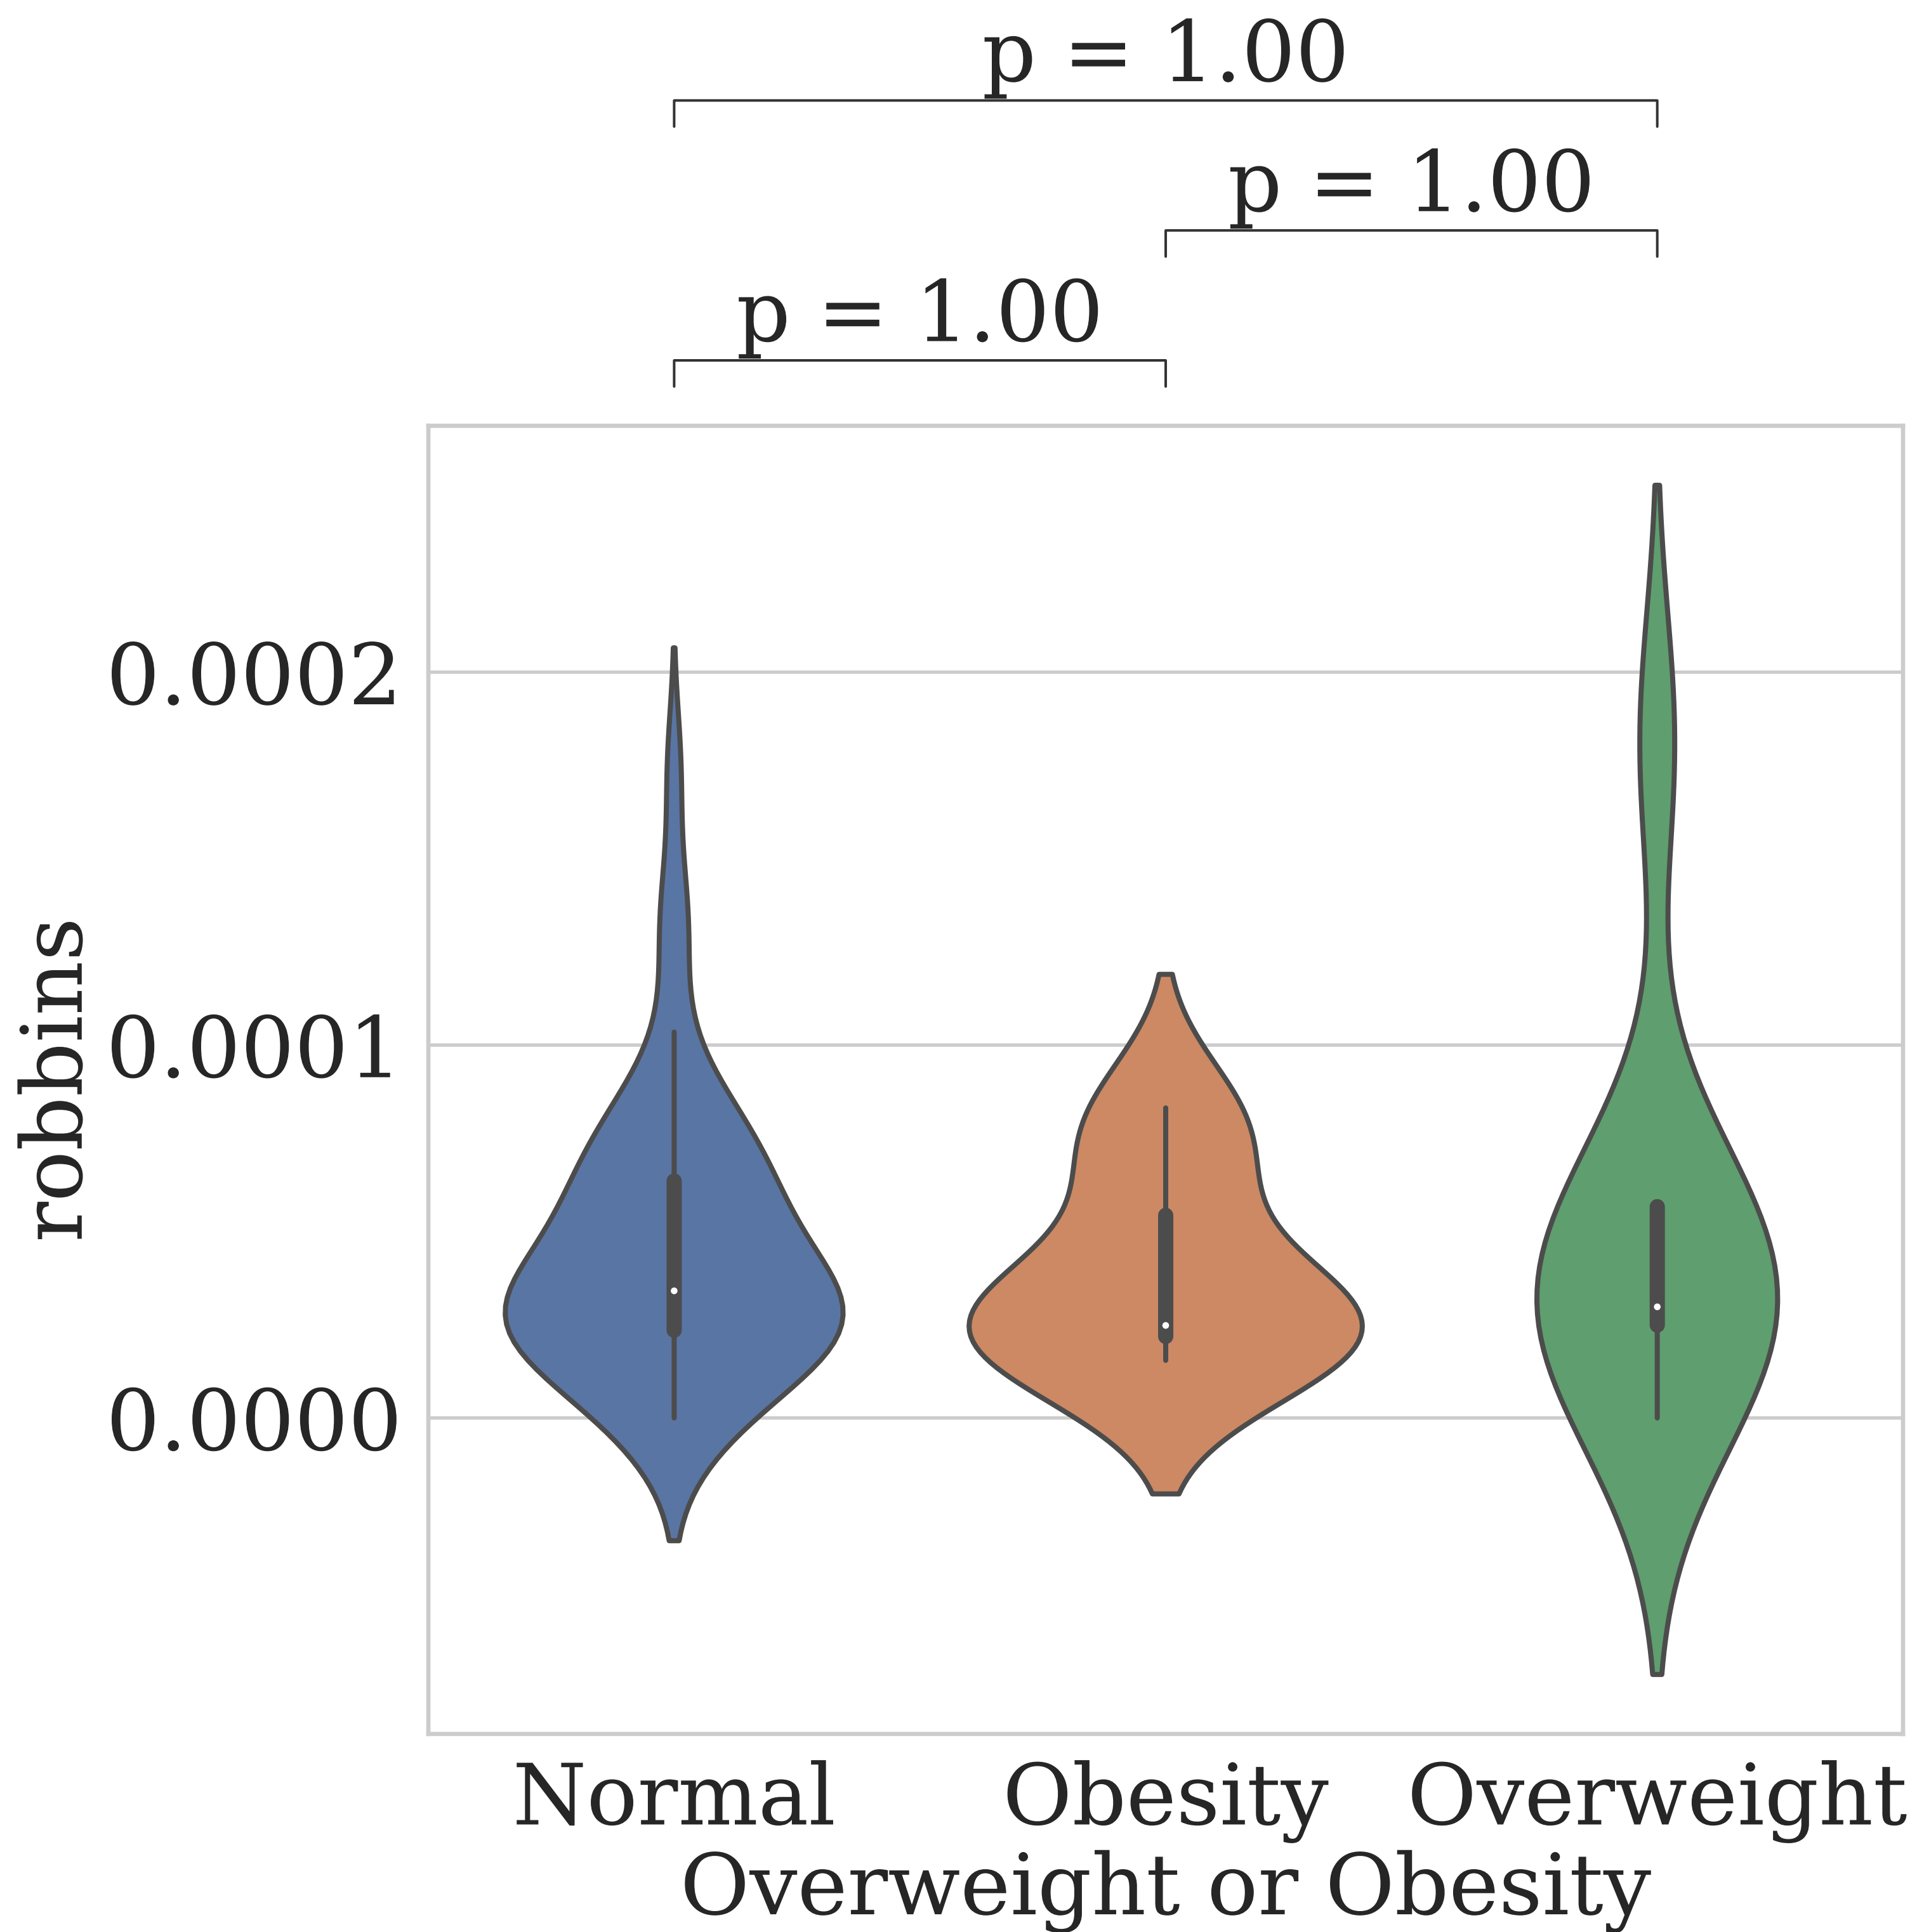 p = 1.00
p = 1.00
p = 1.00
0.0002
0.0001
0.0000
robbins
Normal Obesity Overweight
Overweight or Obesity